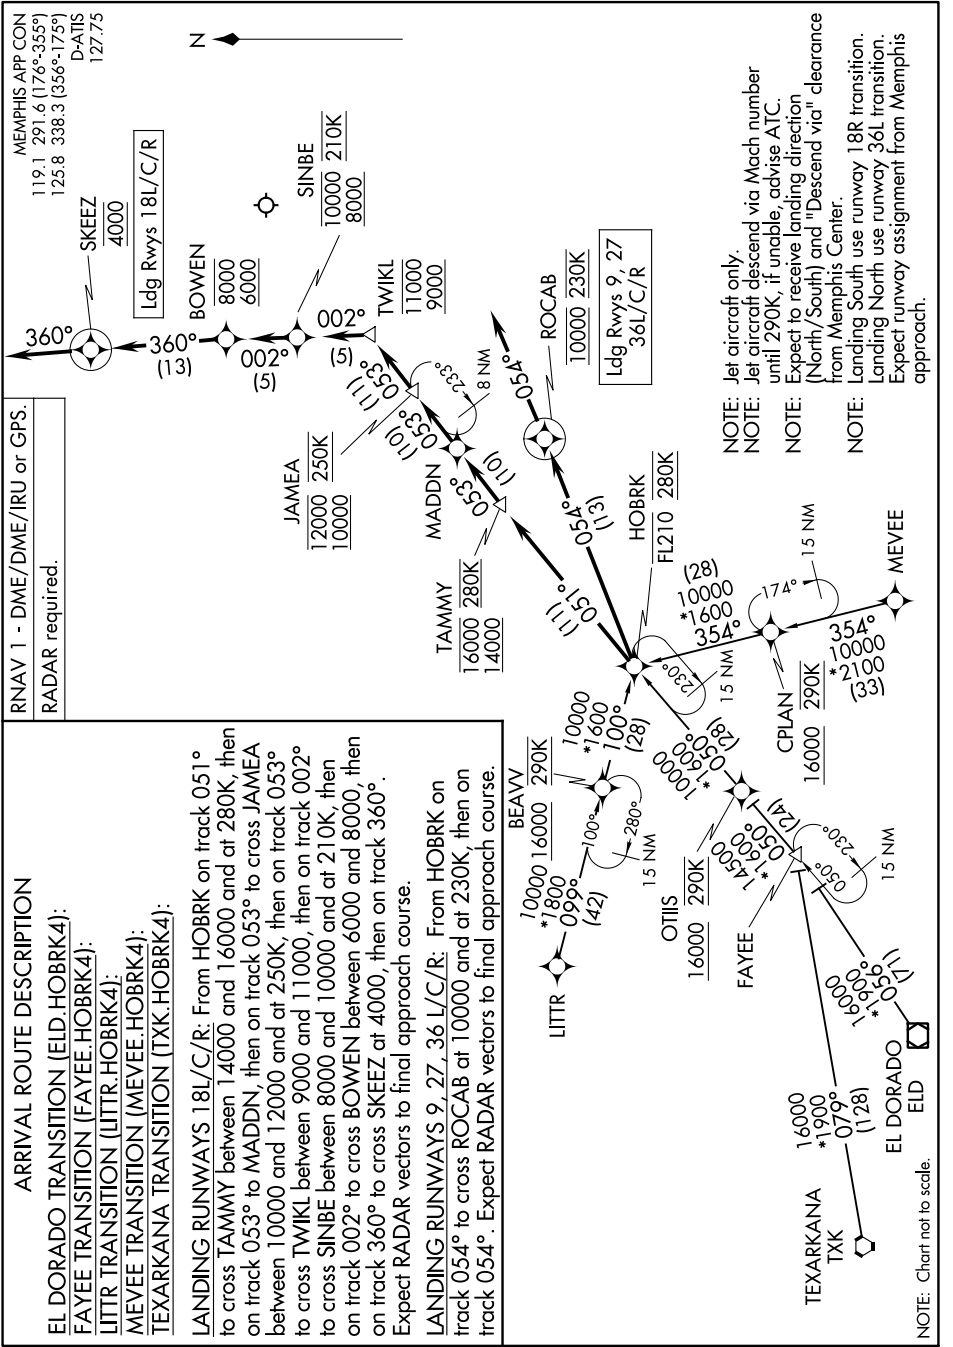 ARRIVAL ROUTE DESCRIPTION
EL DORADO TRANSITION (ELD.HOBRK4):
FAYEE TRANSITION (FAYEE.HOBRK4):
LITTR TRANSITION (LITTR.HOBRK4):
MEVEE TRANSITION (MEVEE.HOBRK4):
TEXARKANA TRANSITION (TXK.HOBRK4):
LANDING RUNWAYS 18L/C/R: From HOBRK on track 051°
to cross TAMMY between 14000 and 16000 and at 280K, then
on track 053° to MADDN, then on track 053° to cross JAMEA
between 10000 and 12000 and at 250K, then on track 053°
to cross TWIKL between 9000 and 11000, then on track 002°
to cross SINBE between 8000 and 10000 and at 210K, then
on track 002° to cross BOWEN between 6000 and 8000, then
on track 360° to cross SKEEZ at 4000, then on track 360°.
Expect RADAR vectors to final approach course.
LANDING RUNWAYS 9, 27, 36 L/C/R: From HOBRK on
track 054° to cross ROCAB at 10000 and at 230K, then on
track 054°. Expect RADAR vectors to final approach course.
RNAV 1 - DME/DME/IRU or GPS.
RADAR required.
MEMPHIS APP CON
119.1 291.6 (176°-355°)
125.8 338.3 (356°-175°)
D-ATIS
127.75
N
360°
SKEEZ
4000
Ldg Rwys 18L/C/R
360°
(13)
BOWEN
8000
6000
002°
(5)
SINBE
10000 210K
8000
002°
(5)
TWIKL
11000
9000
053°
(11)
JAMEA
12000 250K
10000
053°
(10)
233°
8 NM
MADDN
053°
(10)
TAMMY
16000 280K
14000
051°
(11)
054°
ROCAB
10000 230K
Ldg Rwys 9, 27
36L/C/R
054°
(13)
HOBRK
FL210 280K
230°
15 NM
BEAVV
16000 290K
10000
*1600
100°
(28)
100°
280°
15 NM
10000
*1800
099°
(42)
LITTR
(28)
10000
*1600
354°
174°
15 NM
CPLAN
16000 290K
354°
10000
*2100
(33)
MEVEE
10000
*1600
050°
(28)
OTIIS
16000 290K
14500
*1600
050°
(24)
FAYEE
050°
230°
15 NM
16000
*1900
056°
(71)
EL DORADO
ELD
16000
*1900
079°
(128)
TEXARKANA
TXK
NOTE: Jet aircraft only.
NOTE: Jet aircraft descend via Mach number
until 290K, if unable, advise ATC.
NOTE: Expect to receive landing direction
(North/South) and "Descend via" clearance
from Memphis Center.
NOTE: Landing South use runway 18R transition.
Landing North use runway 36L transition.
Expect runway assignment from Memphis
approach.
NOTE: Chart not to scale.